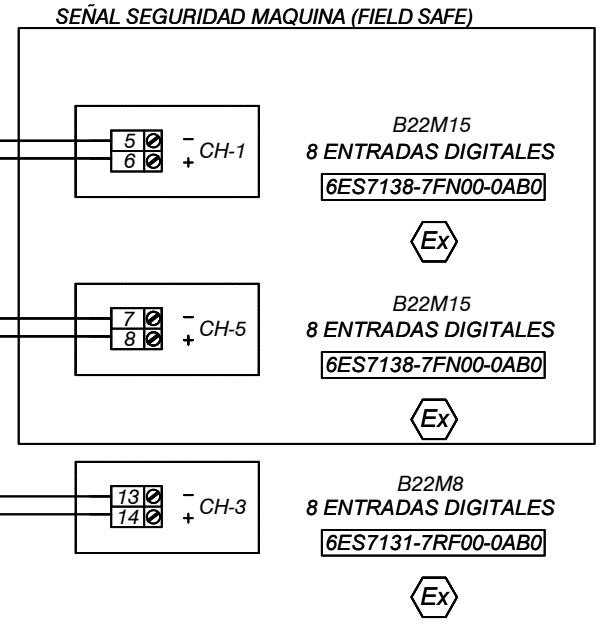 SEÑAL SEGURIDAD MAQUINA (FIELD SAFE)
5 - CH-1
6 +
B22M15
8 ENTRADAS DIGITALES
6ES7138-7FN00-0AB0
Ex
7 - CH-5
8 +
B22M15
8 ENTRADAS DIGITALES
6ES7138-7FN00-0AB0
Ex
13 - CH-3
14 +
B22M8
8 ENTRADAS DIGITALES
6ES7131-7RF00-0AB0
Ex